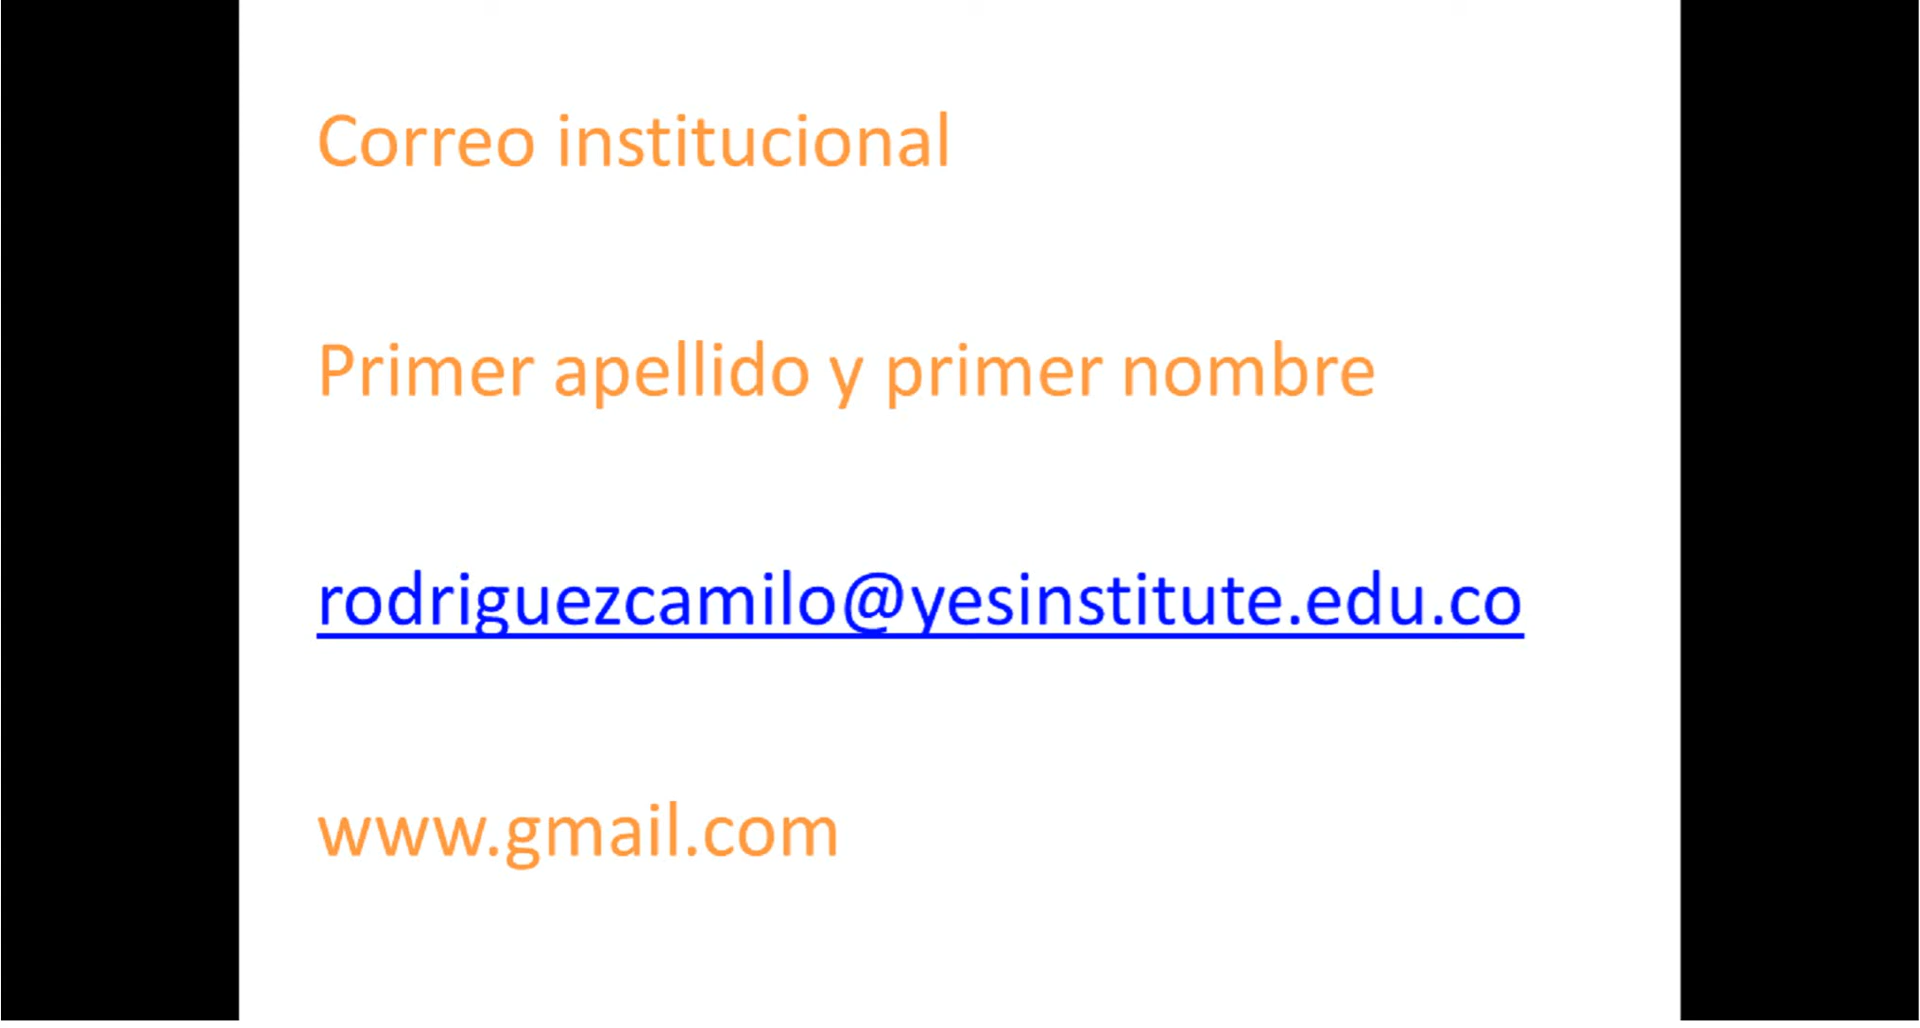 Correo institucional
Primer apellido y primer nombre
rodriguezcamilo@yesinstitute.edu.co
www.gmail.com